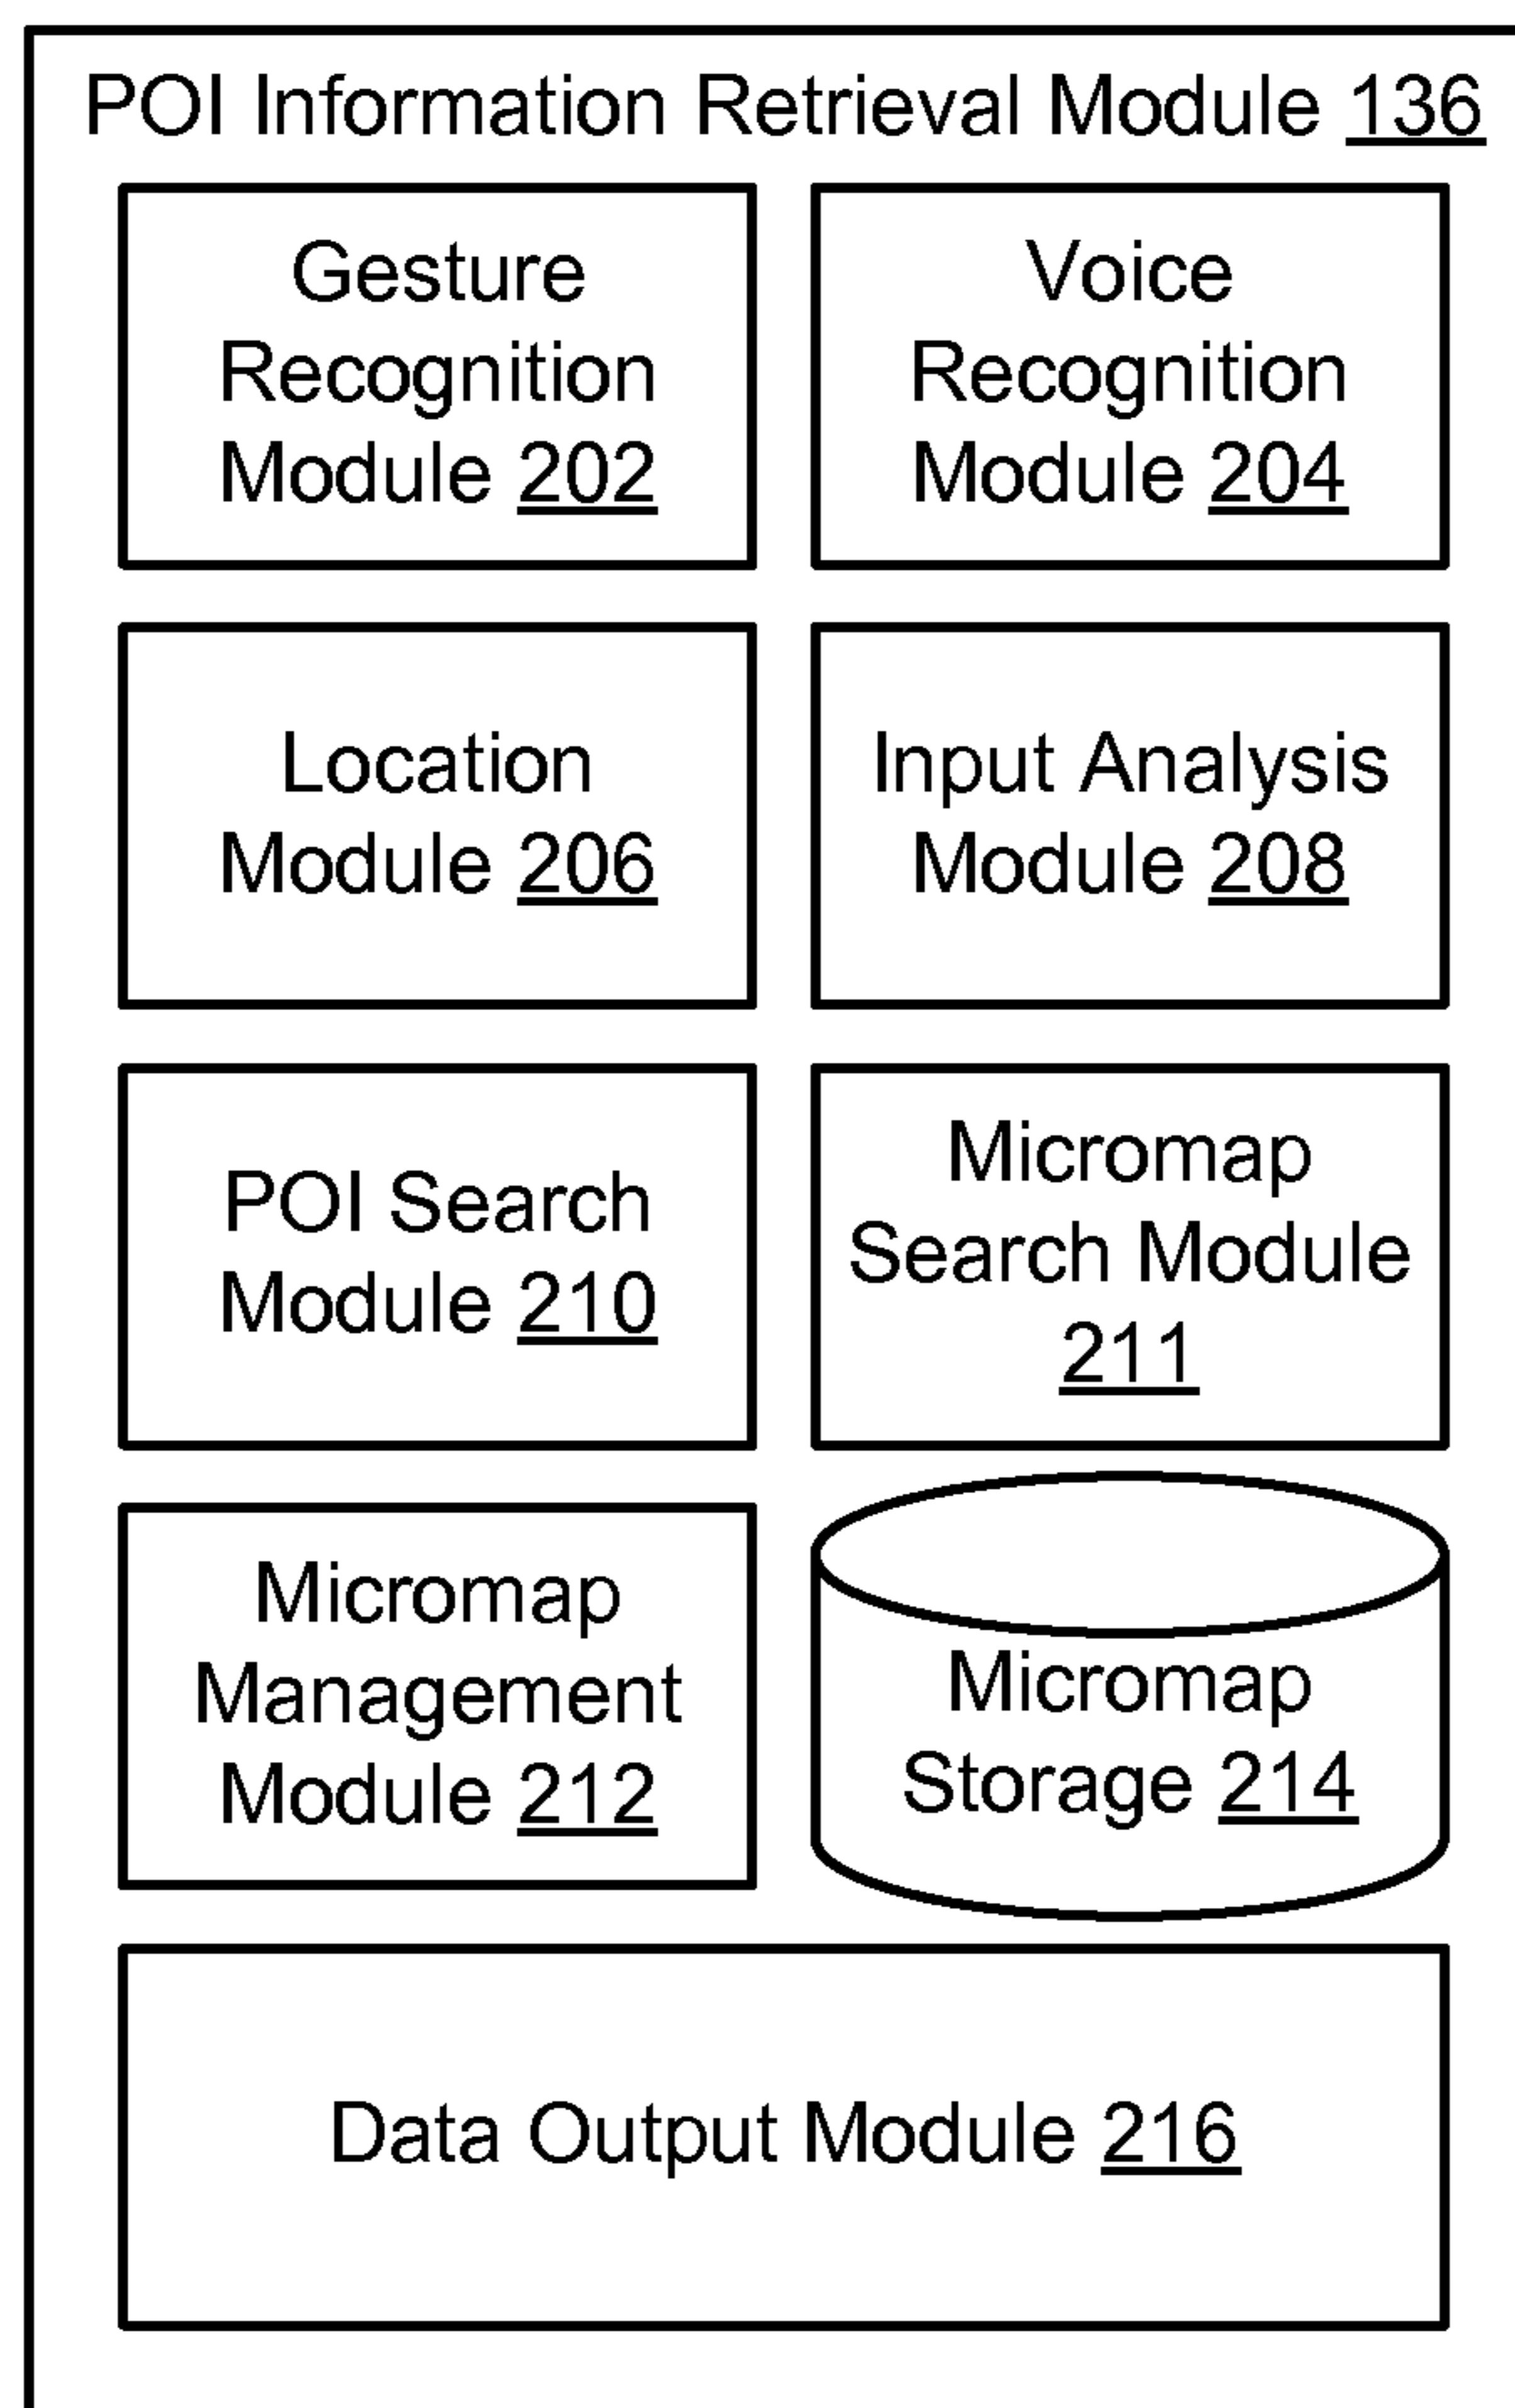 POI Information Retrieval Module 136
Gesture
Recognition
Module 202
Voice
Recognition
Module 204
Location
Module 206
Input Analysis
Module 208
POI Search
Module 210
Micromap
Search Module
211
Micromap
Management
Module 212
Micromap
Storage 214
Data Output Module 216